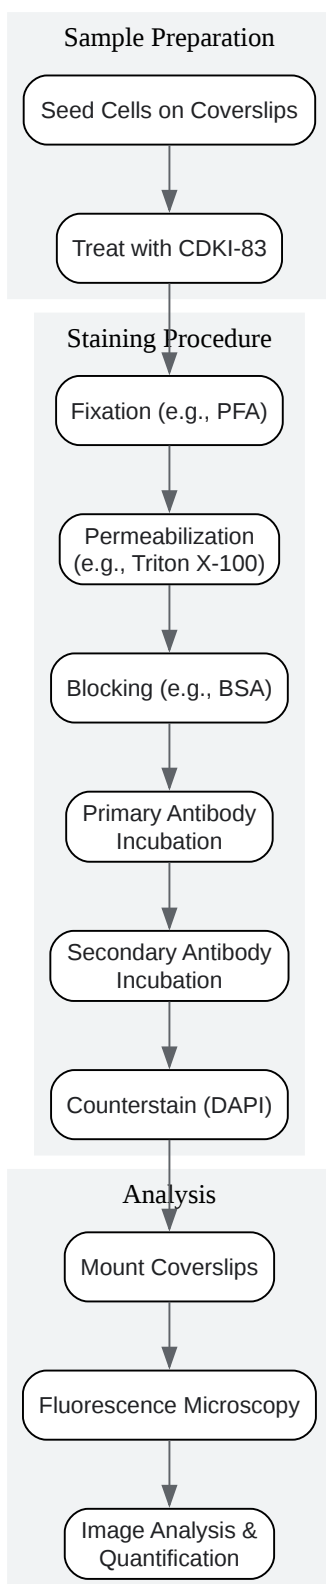 Sample Preparation
Seed Cells on Coverslips
Treat with CDKI-83
Staining Procedure
Fixation (e.g., PFA)
Permeabilization
(e.g., Triton X-100)
Blocking (e.g., BSA)
Primary Antibody
Incubation
Secondary Antibody
Incubation
Counterstain (DAPI)
Analysis
Mount Coverslips
Fluorescence Microscopy
Image Analysis &
Quantification